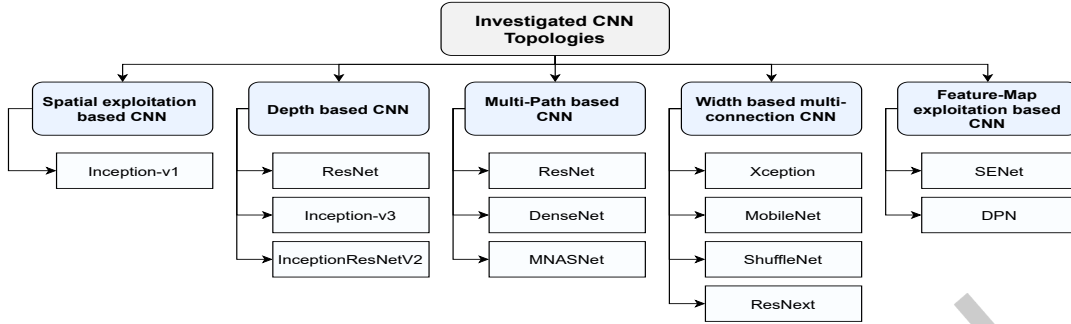 Investigated CNN
Topologies
Spatial exploitation
based CNN
Inception-v1
Depth based CNN
ResNet
Inception-v3
InceptionResNetV2
Multi-Path based
CNN
ResNet
DenseNet
MNASNet
Width based multi-
connection CNN
Xception
MobileNet
ShuffleNet
ResNext
Feature-Map
exploitation based
CNN
SENet
DPN